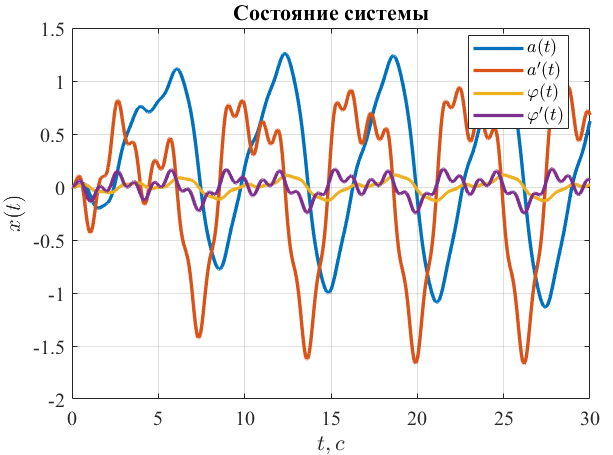 Состояние системы
1.5
1
0.5
0
-0.5
-1
-1.5
-2
x(t)
0 5 10 15 20 25 30
t, c
a(t)
a′(t)
φ(t)
φ′(t)